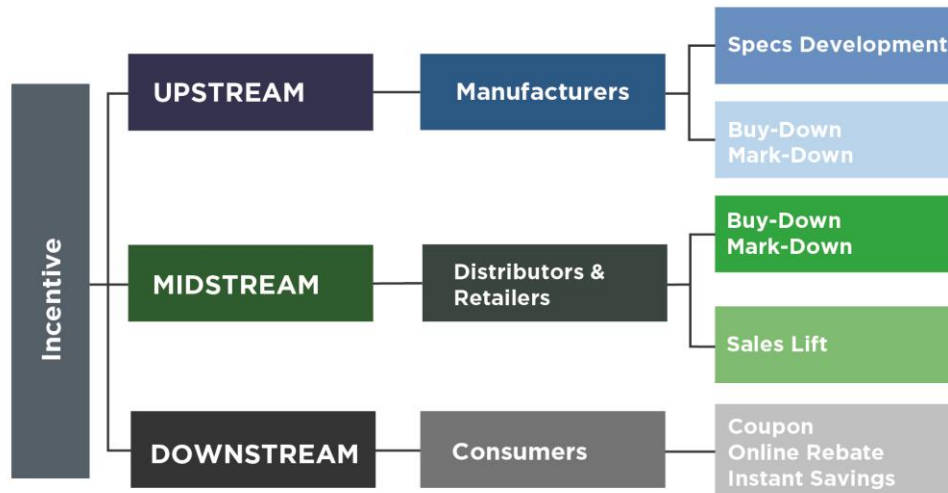 Incentive
UPSTREAM
Manufacturers
Specs Development
Buy-Down
Mark-Down
MIDSTREAM
Distributors &
Retailers
Buy-Down
Mark-Down
Sales Lift
DOWNSTREAM
Consumers
Coupon
Online Rebate
Instant Savings